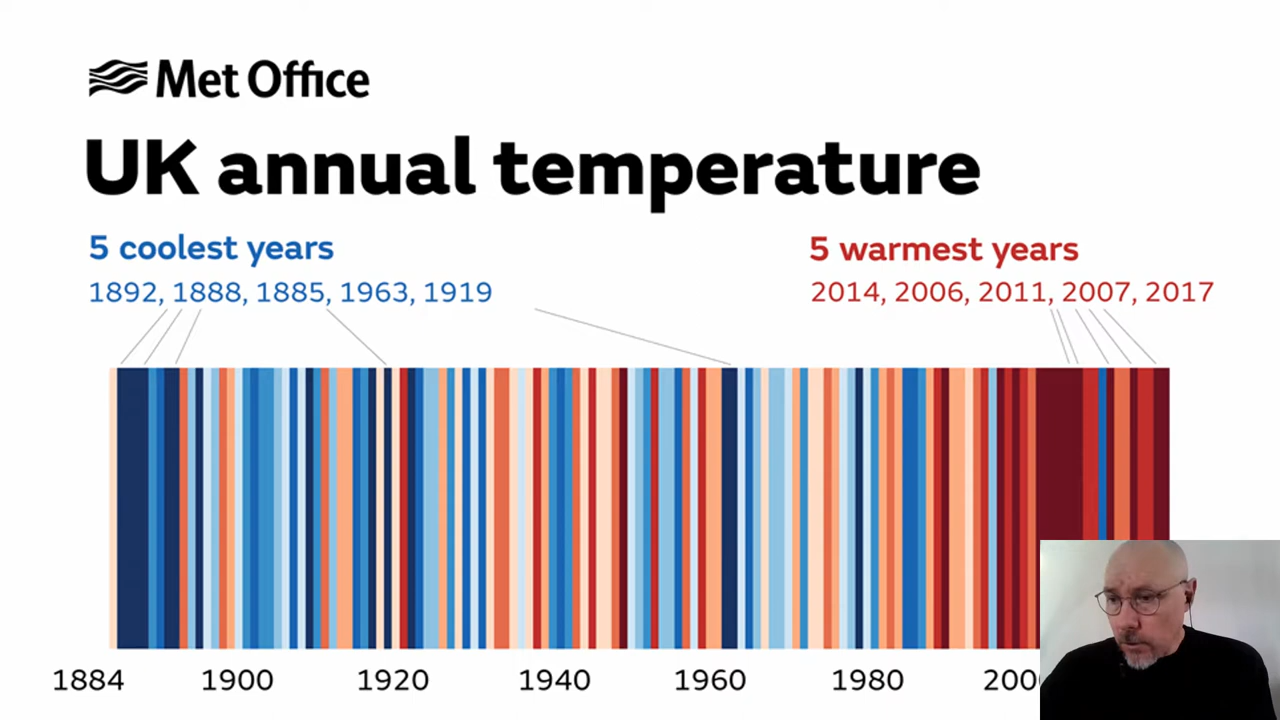 Met Office
UK annual temperature
5 coolest years
5 warmest years
1892, 1888, 1885, 1963, 1919
2014, 2006, 2011, 2007, 2017
1884 1900 1920 1940 1960 1980